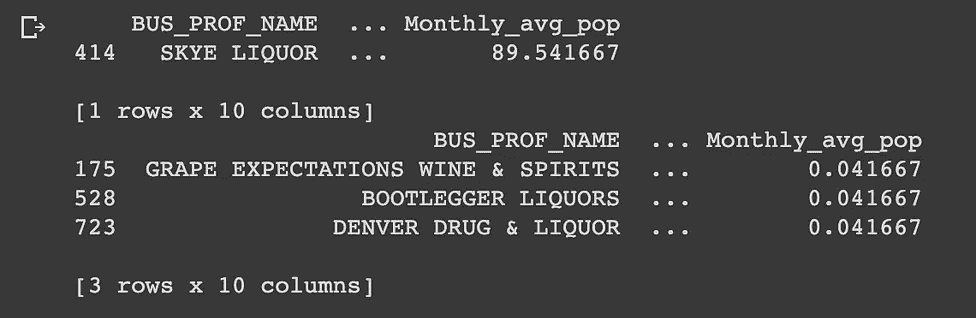 BUS_PROF_NAME ... Monthly_avg_pop
414 SKYE LIQUOR ... 89.541667
[1 rows x 10 columns]
BUS_PROF_NAME ... Monthly_avg_pop
175 GRAPE EXPECTATIONS WINE & SPIRITS ... 0.041667
528 BOOTLEGGER LIQUORS ... 0.041667
723 DENVER DRUG & LIQUOR ... 0.041667
[3 rows x 10 columns]